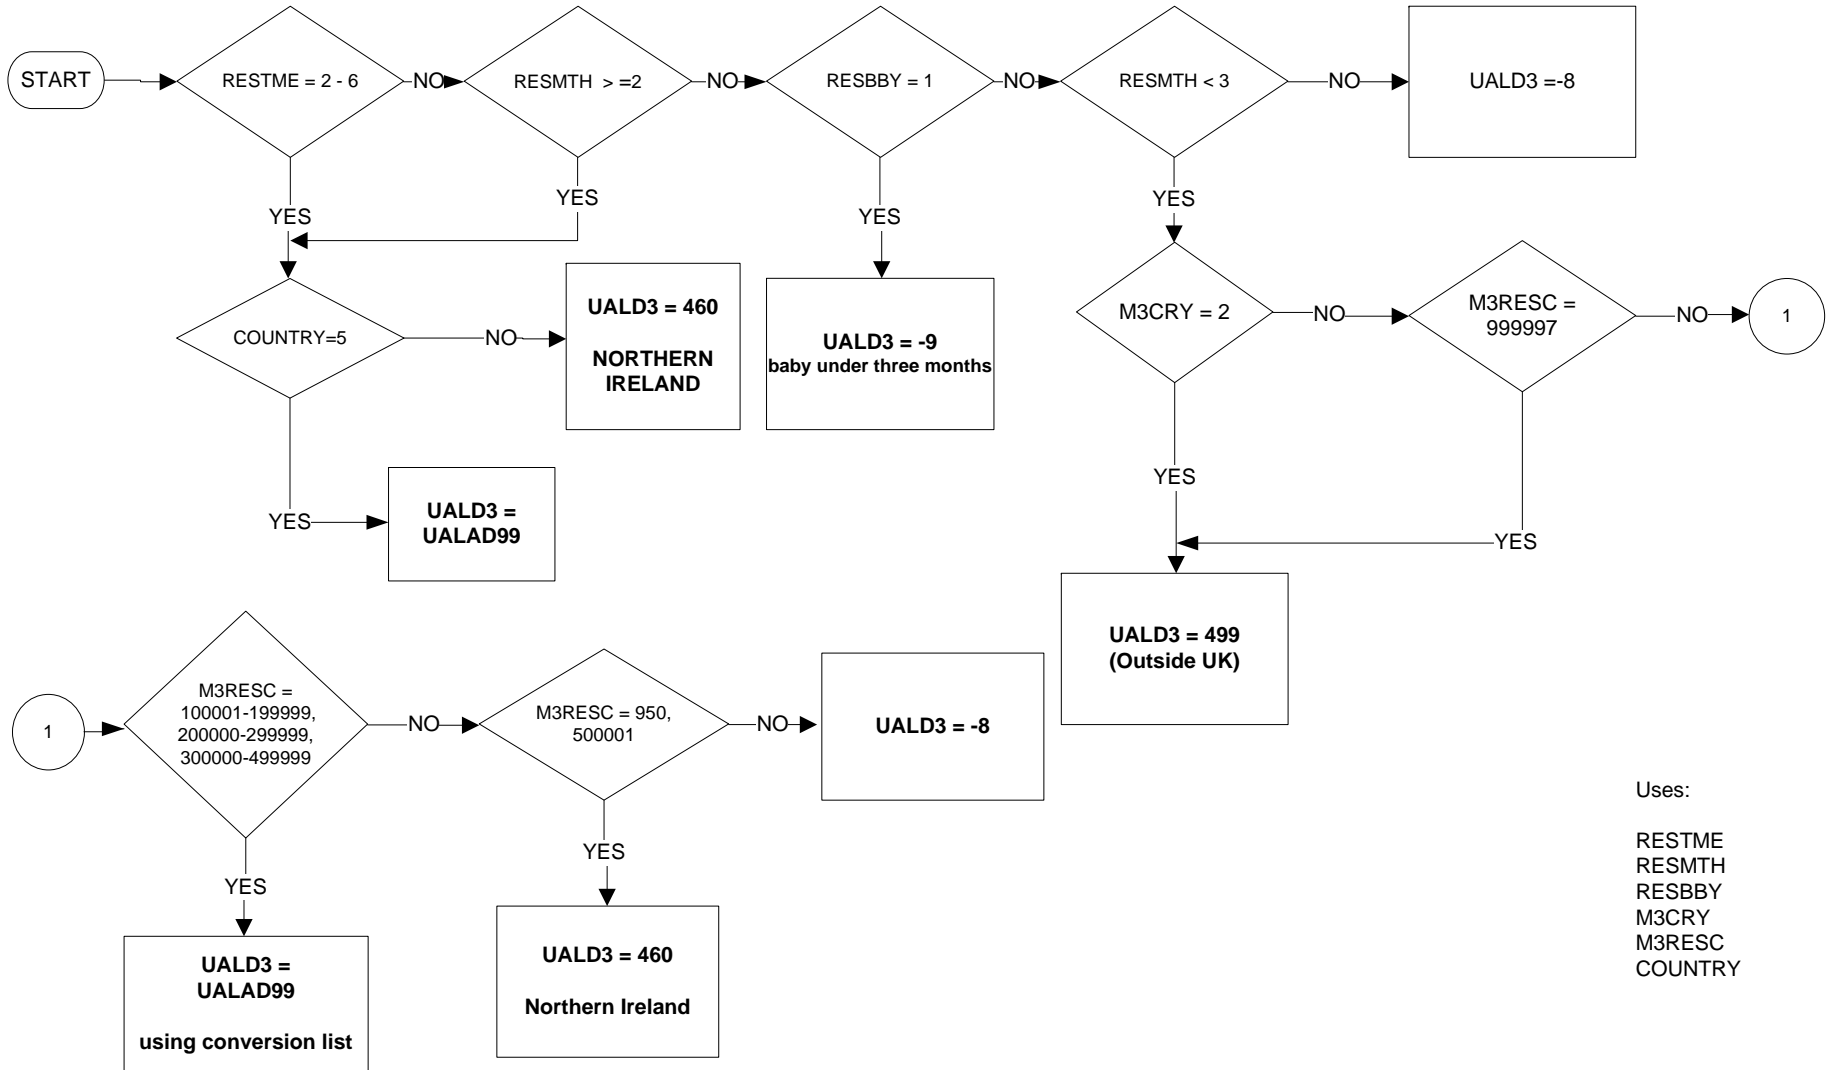 START
RESTME = 2 - 6
NO
RESMTH >=2
NO
RESBBY = 1
NO
RESMTH < 3
NO
UALD3 =-8
YES
YES
YES
YES
COUNTRY=5
NO
UALD3 = 460
NORTHERN
IRELAND
UALD3 = -9
baby under three months
M3CRY = 2
NO
M3RESC =
999997
NO
1
YES
UALD3 =
UALAD99
YES
YES
UALD3 = 499
(Outside UK)
1
M3RESC =
100001-199999,
200000-299999,
300000-499999
NO
M3RESC = 950,
500001
NO
UALD3 = -8
YES
YES
UALD3 =
UALAD99
using conversion list
UALD3 = 460
Northern Ireland
Uses:
RESTME
RESMTH
RESBBY
M3CRY
M3RESC
COUNTRY